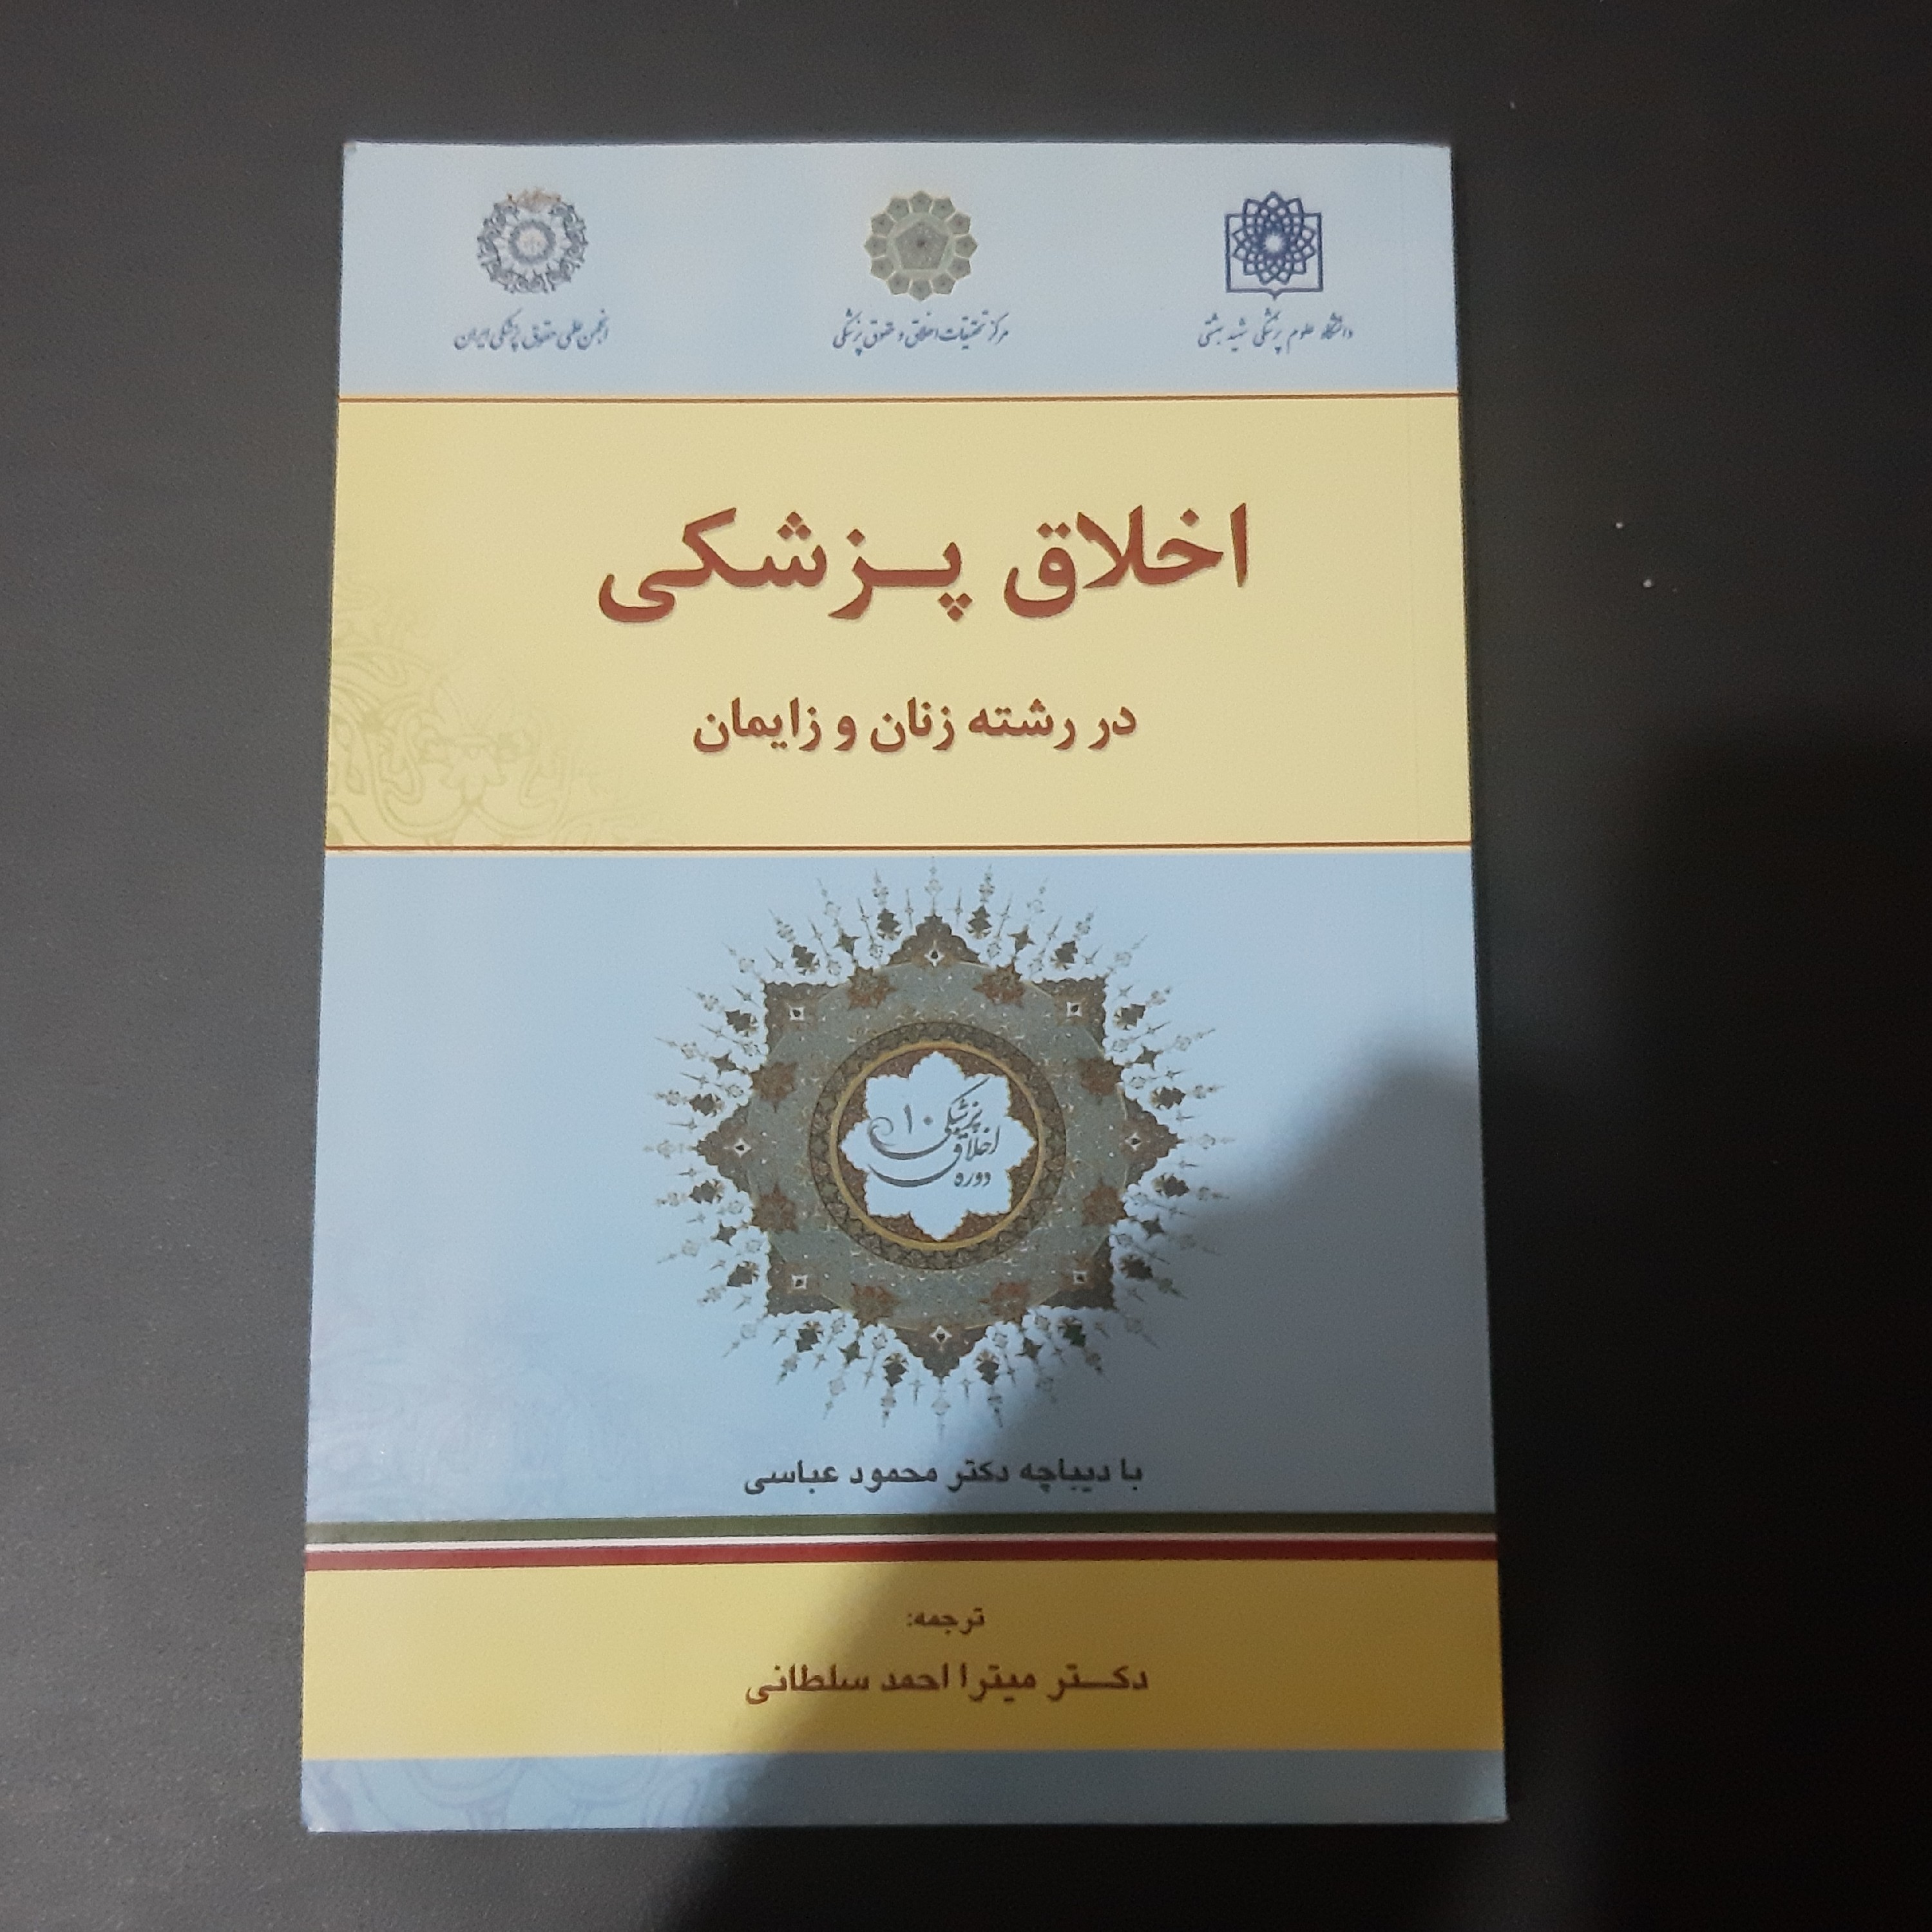 دانشگاه علوم پزشکی شهید بهشتی
مرکز تحقیقات اخلاق و حقوق پزشکی
انجمن علمی حقوق پزشکی ایران
اخلاق پزشکی
در رشته زنان و زایمان
دوره اخلاق پزشکی ۱۰
با دیباچه دکتر محمود عباسی
ترجمه:
دکتر میترا احمد سلطانی